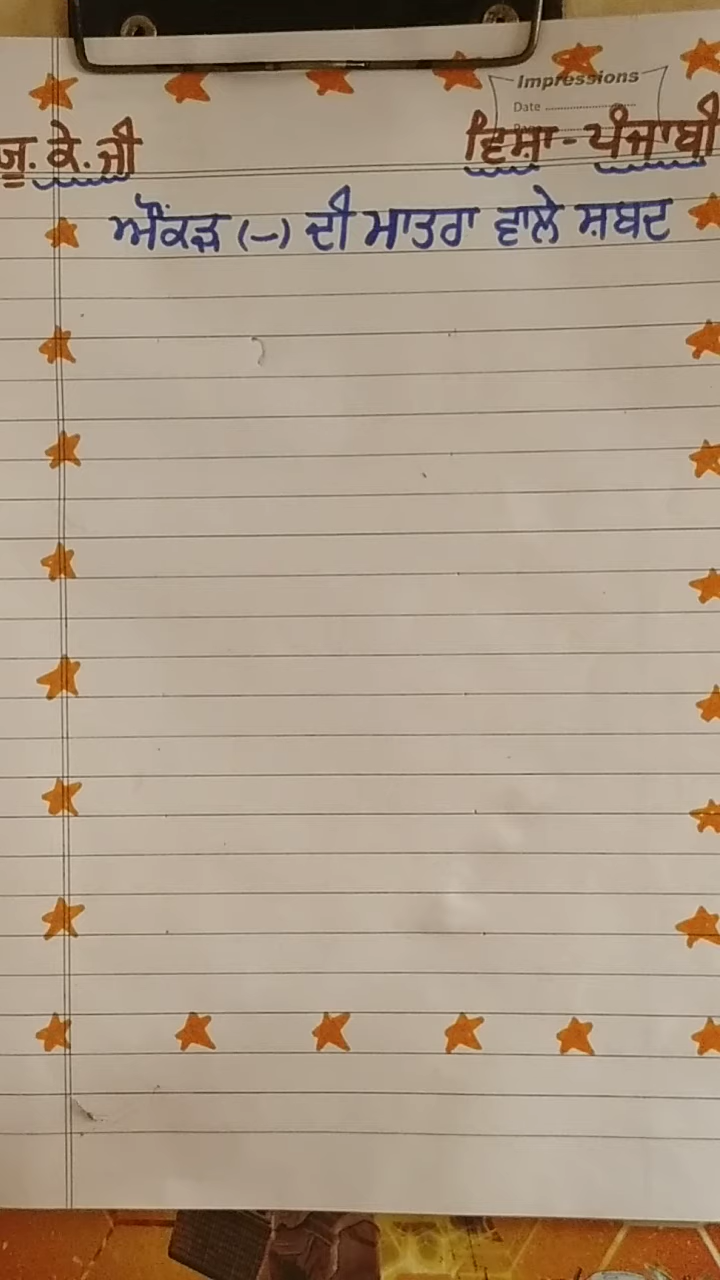 Impressions
Date
ਯੂ. ਕੇ. ਜੀ
ਵਿਸ਼ਾ - ਪੰਜਾਬੀ
ਔਂਕੜ (–) ਦੀ ਮਾਤਰਾ ਵਾਲੇ ਸ਼ਬਦ